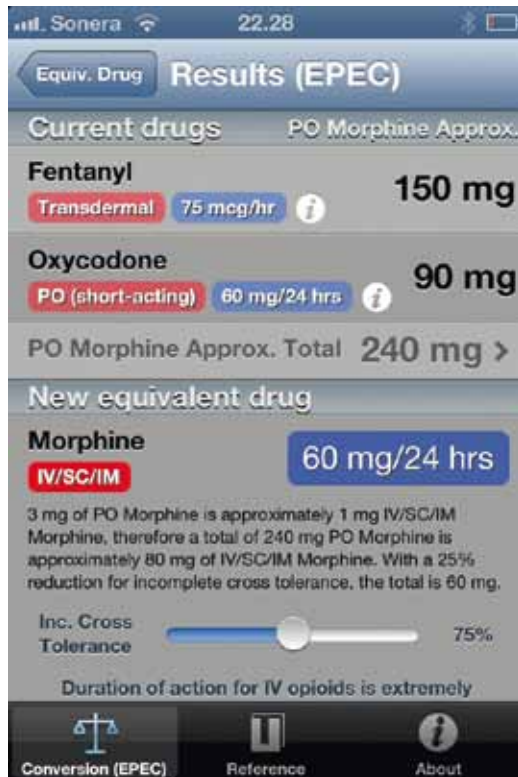 Sonera 22.28
Equiv. Drug Results (EPEC)
Current drugs PO Morphine Approx.
Fentanyl
Transdermal 75 mcg/hr i 150 mg
Oxycodone
PO (short-acting) 60 mg/24 hrs i 90 mg
PO Morphine Approx. Total 240 mg >
New equivalent drug
Morphine
IV/SC/IM 60 mg/24 hrs
3 mg of PO Morphine is approximately 1 mg IV/SC/IM
Morphine, therefore a total of 240 mg PO Morphine is
approximately 80 mg of IV/SC/IM Morphine. With a 25%
reduction for incomplete cross tolerance, the total is 60 mg.
Inc. Cross
Tolerance 75%
Duration of action for IV opioids is extremely
Conversion (EPEC) Reference About